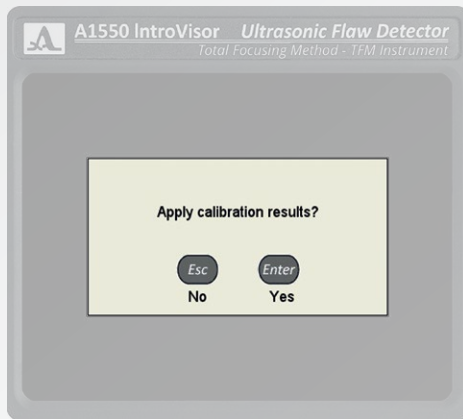 A1550 IntroVisor Ultrasonic Flaw Detector
Total Focusing Method - TFM Instrument
Apply calibration results?
Esc Enter
No Yes